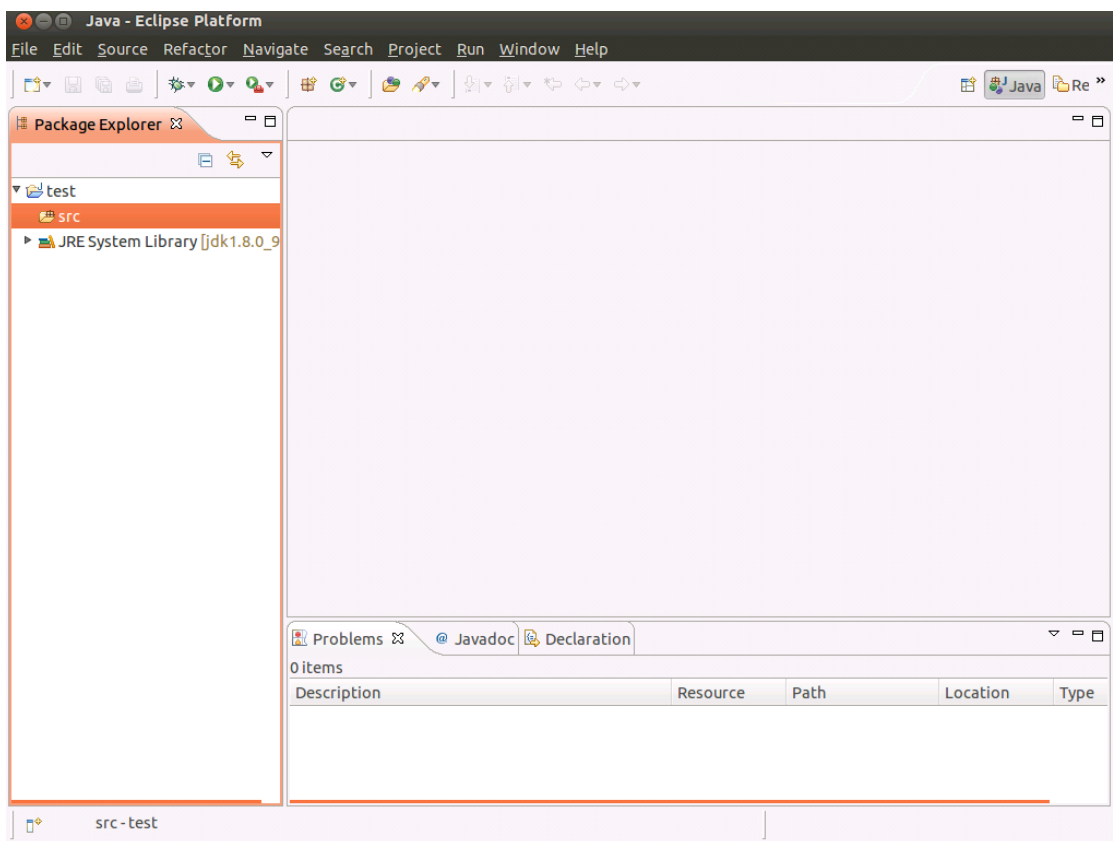 Java - Eclipse Platform
File Edit Source Refactor Navigate Search Project Run Window Help
Java Re »
Package Explorer
test
src
JRE System Library [jdk1.8.0_9
Problems @ Javadoc Declaration
0 items
Description Resource Path Location Type
src - test